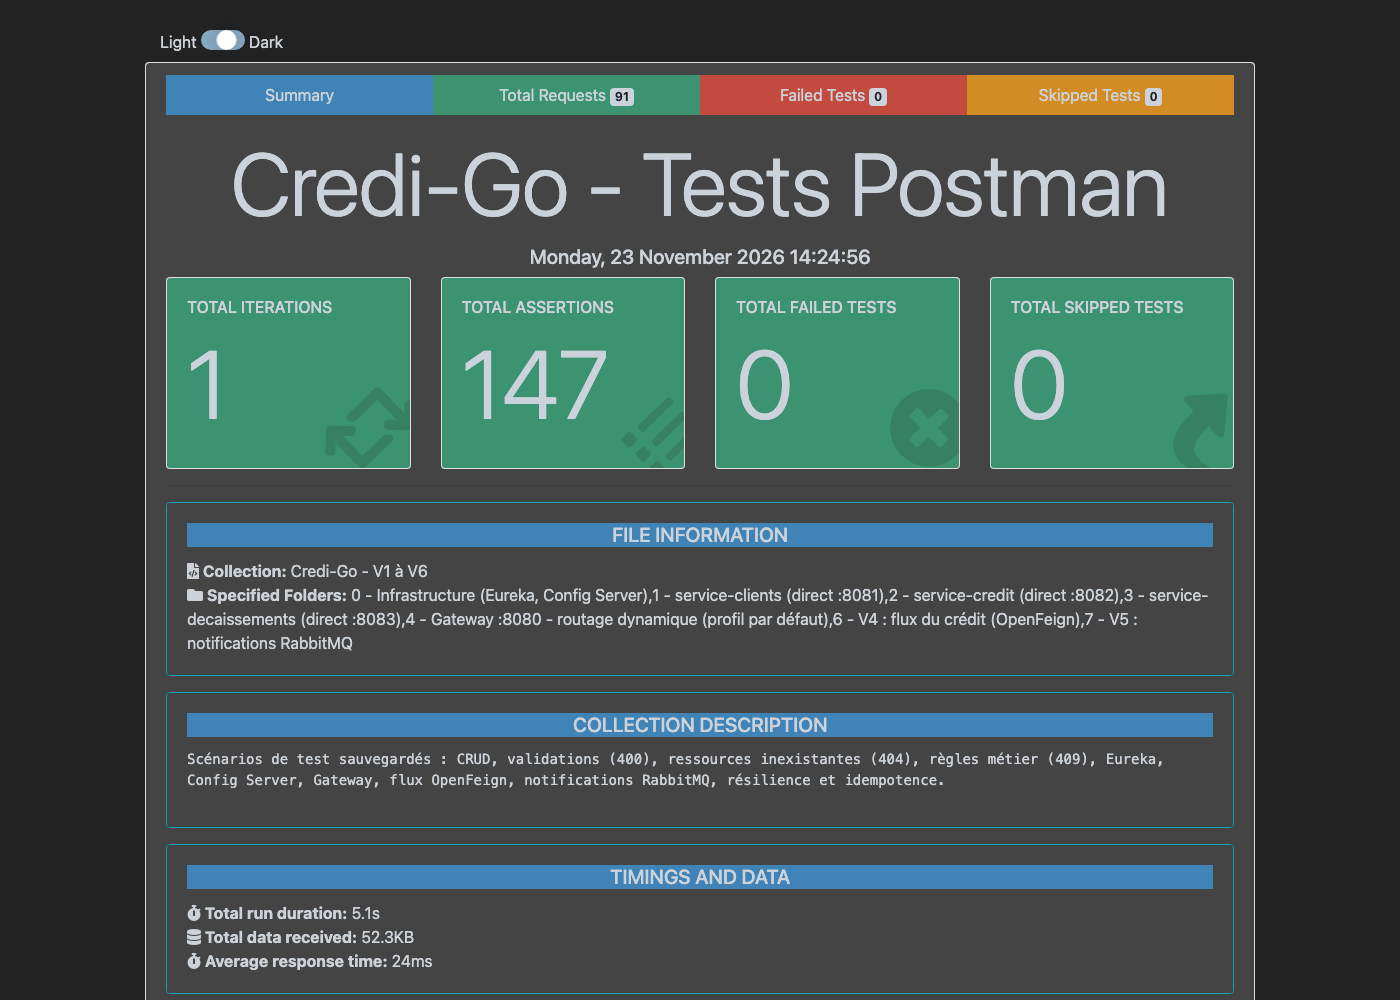 Light Dark
Summary
Total Requests 91
Failed Tests 0
Skipped Tests 0
Credi-Go - Tests Postman
Monday, 23 November 2026 14:24:56
TOTAL ITERATIONS
1
TOTAL ASSERTIONS
147
TOTAL FAILED TESTS
0
TOTAL SKIPPED TESTS
0
FILE INFORMATION
Collection: Credi-Go - V1 à V6
Specified Folders: 0 - Infrastructure (Eureka, Config Server),1 - service-clients (direct :8081),2 - service-credit (direct :8082),3 - service-
decaissements (direct :8083),4 - Gateway :8080 - routage dynamique (profil par défaut),6 - V4 : flux du crédit (OpenFeign),7 - V5 :
notifications RabbitMQ
COLLECTION DESCRIPTION
Scénarios de test sauvegardés : CRUD, validations (400), ressources inexistantes (404), règles métier (409), Eureka,
Config Server, Gateway, flux OpenFeign, notifications RabbitMQ, résilience et idempotence.
TIMINGS AND DATA
Total run duration: 5.1s
Total data received: 52.3KB
Average response time: 24ms